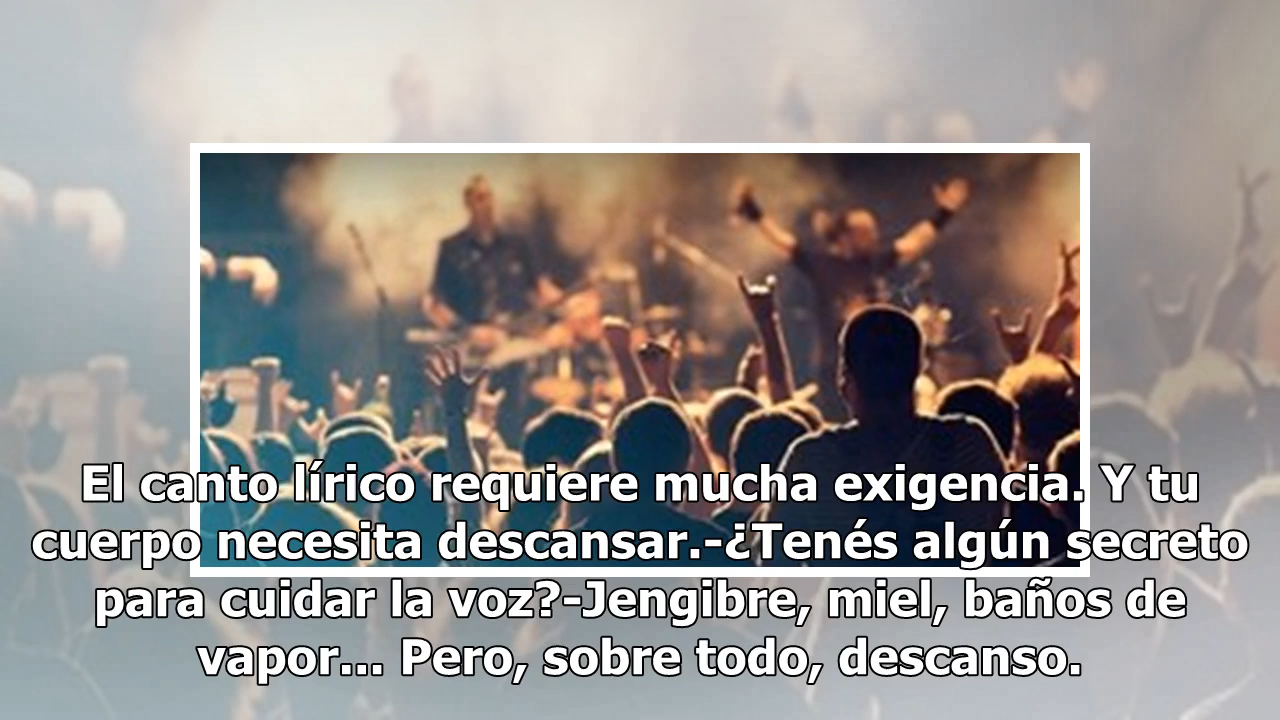 El canto lírico requiere mucha exigencia. Y tu
cuerpo necesita descansar.-¿Tenés algún secreto
para cuidar la voz?-Jengibre, miel, baños de
vapor... Pero, sobre todo, descanso.